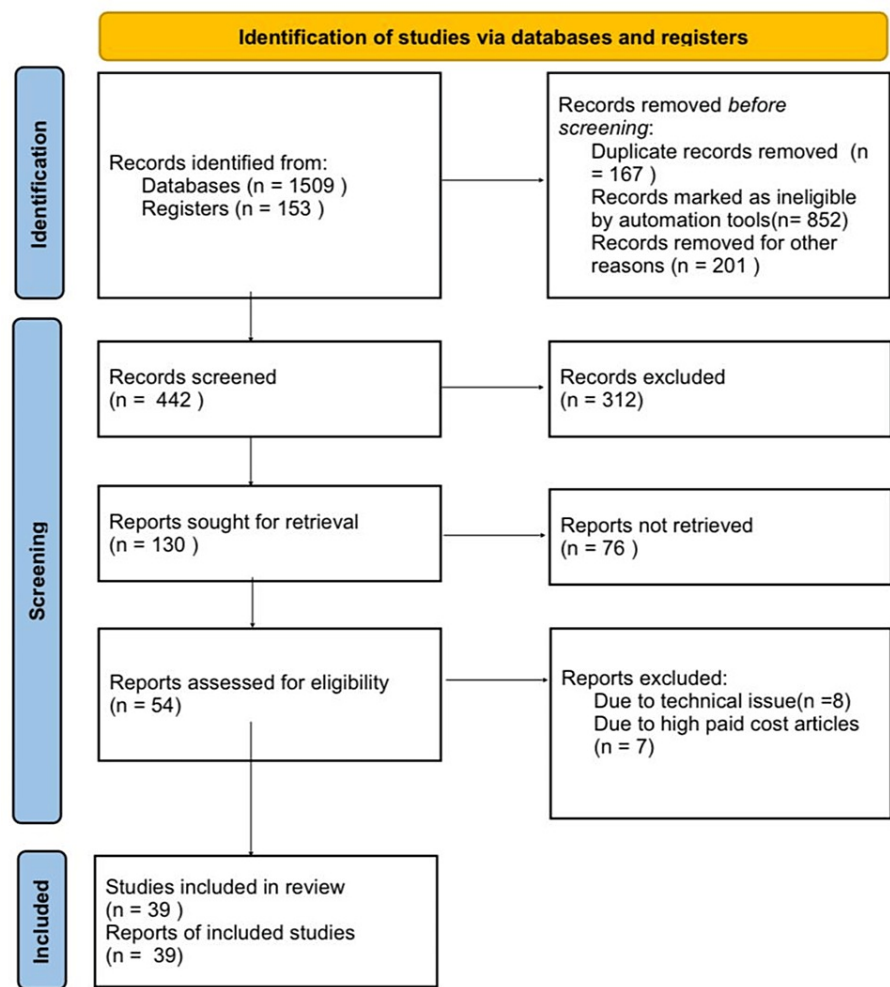 Identification of studies via databases and registers
Identification
Records identified from:
Databases (n = 1509 )
Registers (n = 153 )
Records removed before
screening:
Duplicate records removed  (n
= 167 )
Records marked as ineligible
by automation tools(n= 852)
Records removed for other
reasons (n = 201 )
Screening
Records screened
(n =  442 )
Records excluded
(n = 312)
Reports sought for retrieval
(n = 130 )
Reports not retrieved
(n = 76 )
Reports assessed for eligibility
(n = 54)
Reports excluded:
Due to technical issue(n =8)
Due to high paid cost articles
(n = 7)
Included
Studies included in review
(n = 39 )
Reports of included studies
(n =  39)